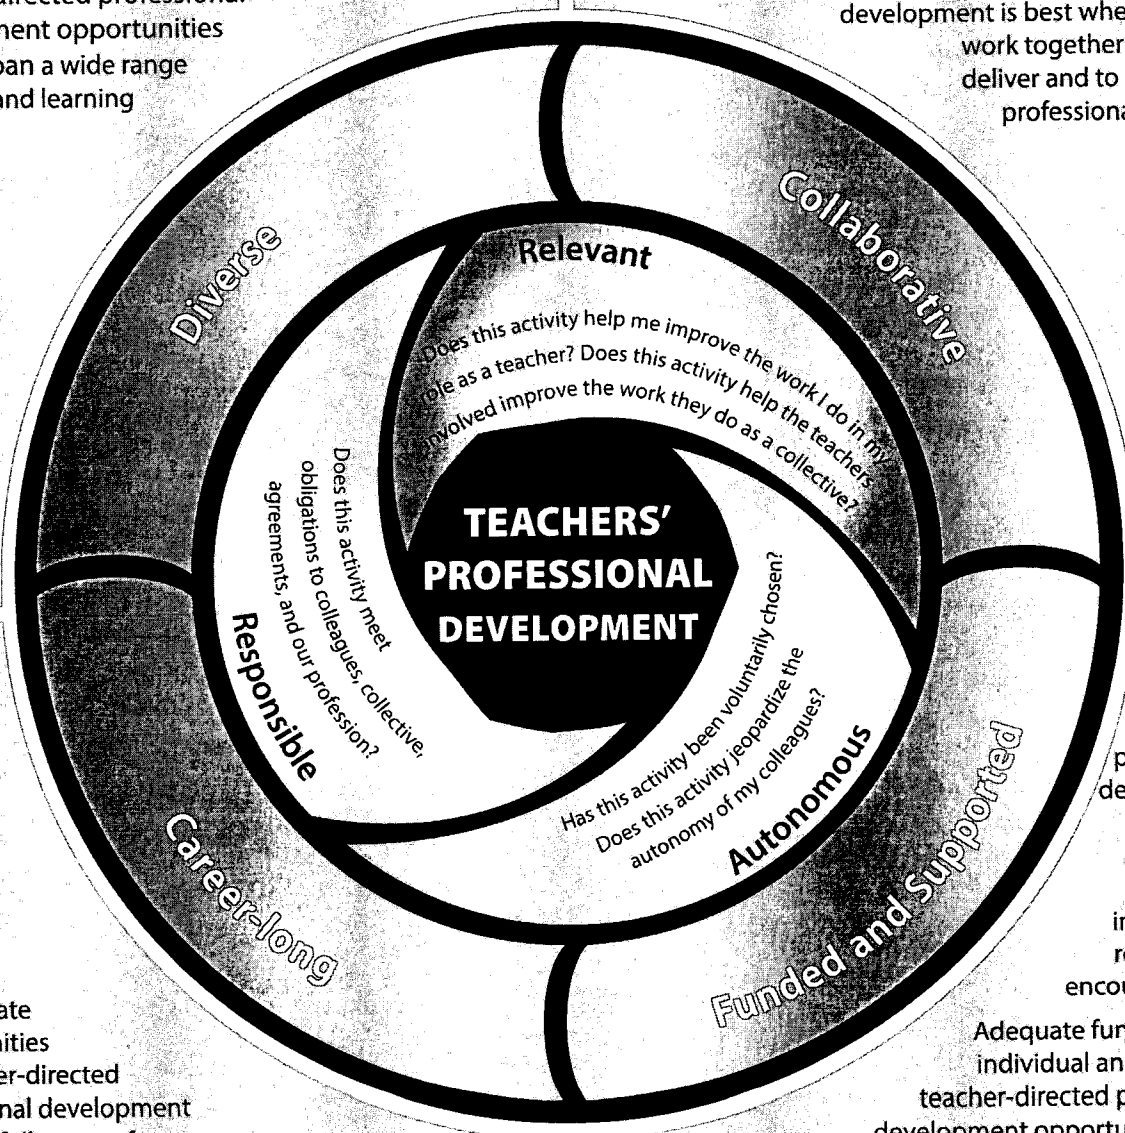 directed professional
ment opportunities
pan a wide range
and learning
development is best whe
work together
deliver and to
professiona
Diverse
Collaborative
Relevant
Does this activity help me improve the work I do in my
role as a teacher? Does this activity help the teachers
involved improve the work they do as a collective?
TEACHERS’
PROFESSIONAL
DEVELOPMENT
Does this activity meet
obligations to colleagues, collective,
agreements, and our profession?
Responsible
Has this activity been voluntarily chosen?
Does this activity jeopardize the
autonomy of my colleagues?
Autonomous
Career-long
Funded and Supported
p
de
in
re
encou
ate
nities
er-directed
nal development
Adequate fun
individual an
teacher-directed p
development opportu